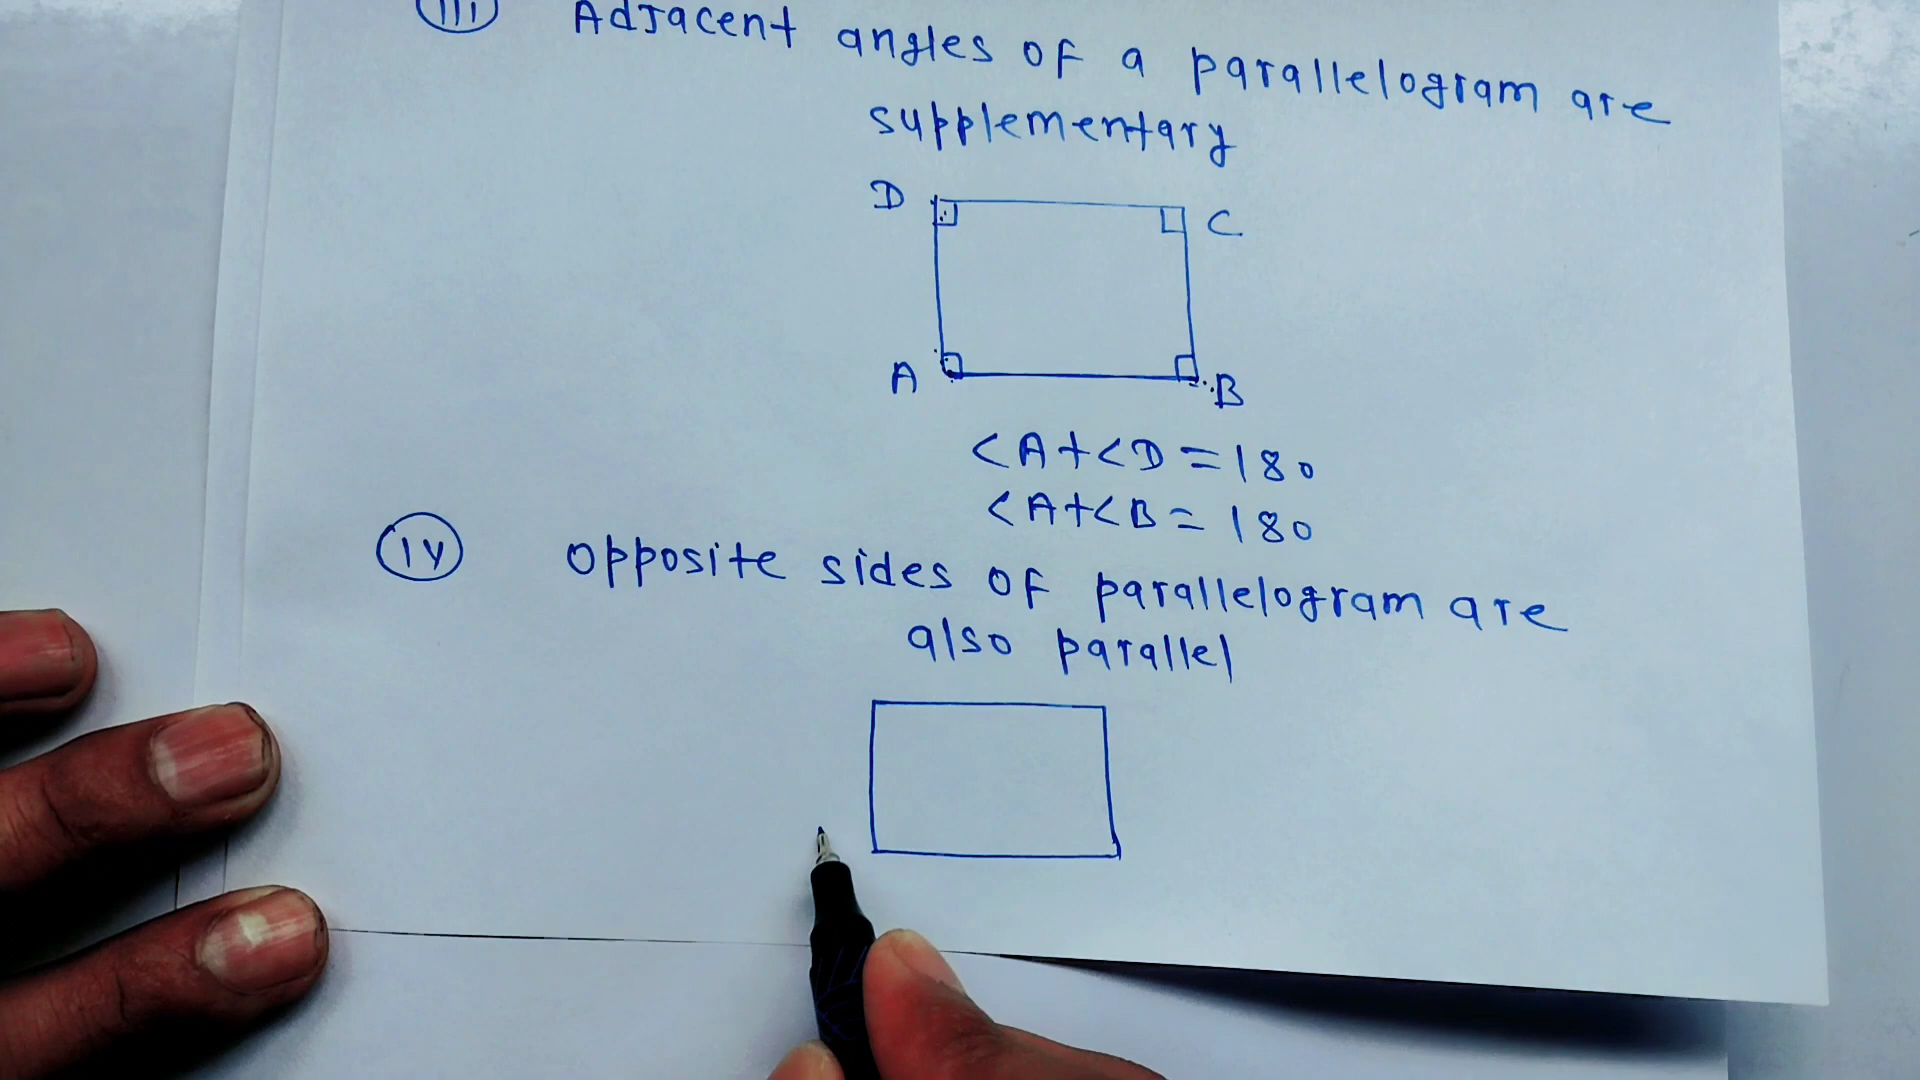 (iii) Adjacent angles of a parallelogram are
supplementary
D
C
A
B
<A+<D=180
<A+<B=180
(iv) opposite sides of parallelogram are
also parallel